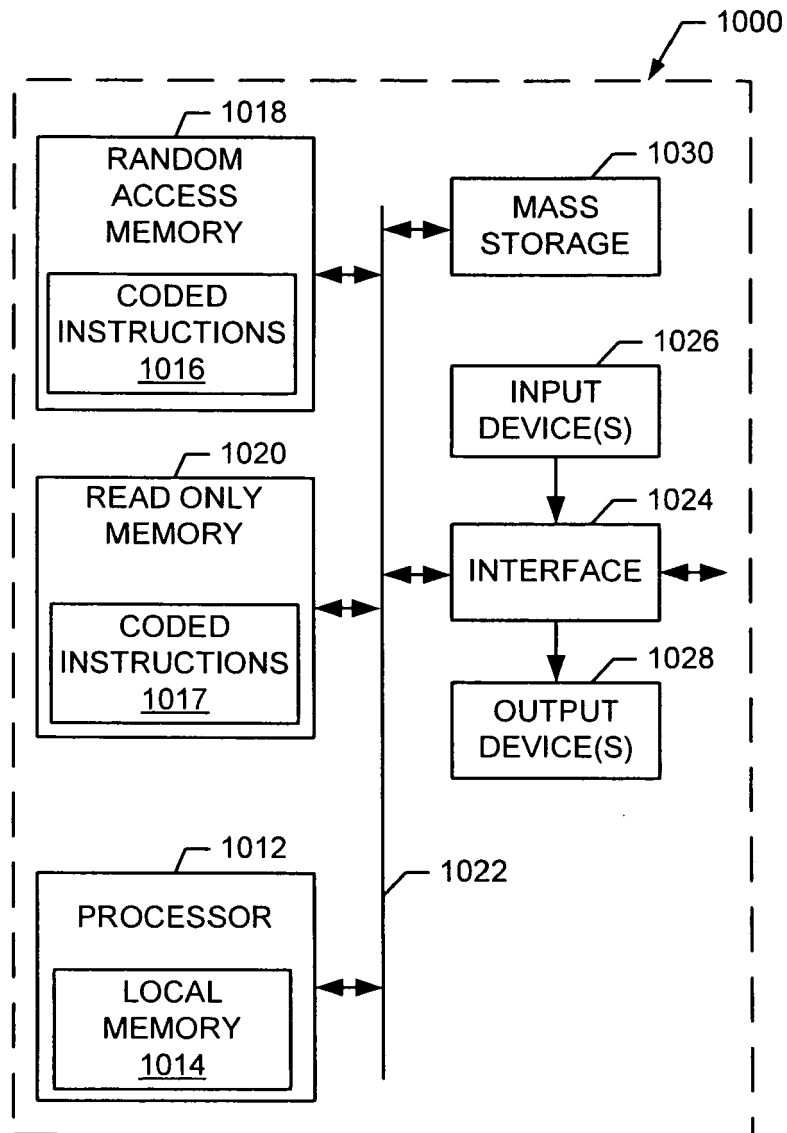 1000
1018
RANDOM
ACCESS
MEMORY
CODED
INSTRUCTIONS
1016
1030
MASS
STORAGE
1026
INPUT
DEVICE(S)
1020
READ ONLY
MEMORY
CODED
INSTRUCTIONS
1017
1024
INTERFACE
1028
OUTPUT
DEVICE(S)
1012
PROCESSOR
LOCAL
MEMORY
1014
1022